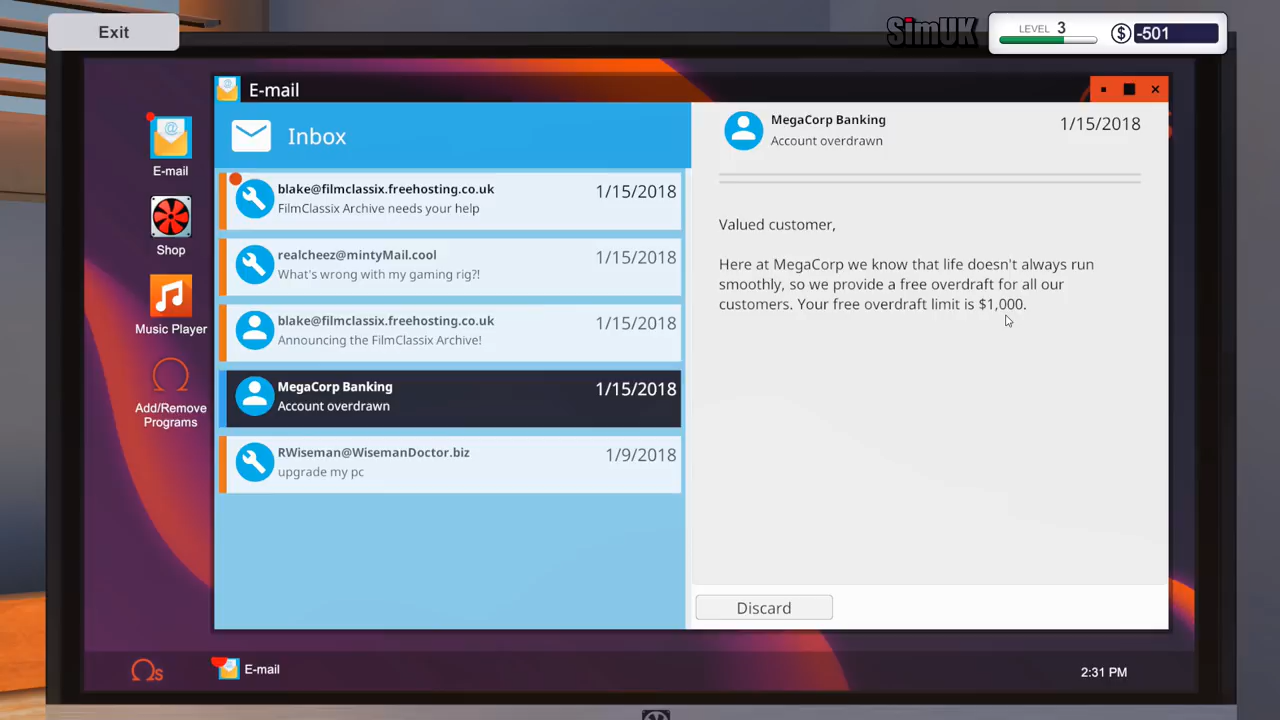 Exit
SimUK
LEVEL 3
$ -501
E-mail
Shop
Music Player
Add/Remove
Programs
E-mail
Inbox
blake@filmclassix.freehosting.co.uk
1/15/2018
FilmClassix Archive needs your help
realcheez@mintyMail.cool
1/15/2018
What's wrong with my gaming rig?!
blake@filmclassix.freehosting.co.uk
1/15/2018
Announcing the FilmClassix Archive!
MegaCorp Banking
1/15/2018
Account overdrawn
RWiseman@WisemanDoctor.biz
1/9/2018
upgrade my pc
MegaCorp Banking
1/15/2018
Account overdrawn
Valued customer,
Here at MegaCorp we know that life doesn't always run
smoothly, so we provide a free overdraft for all our
customers. Your free overdraft limit is $1,000.
Discard
Ωs
E-mail
2:31 PM